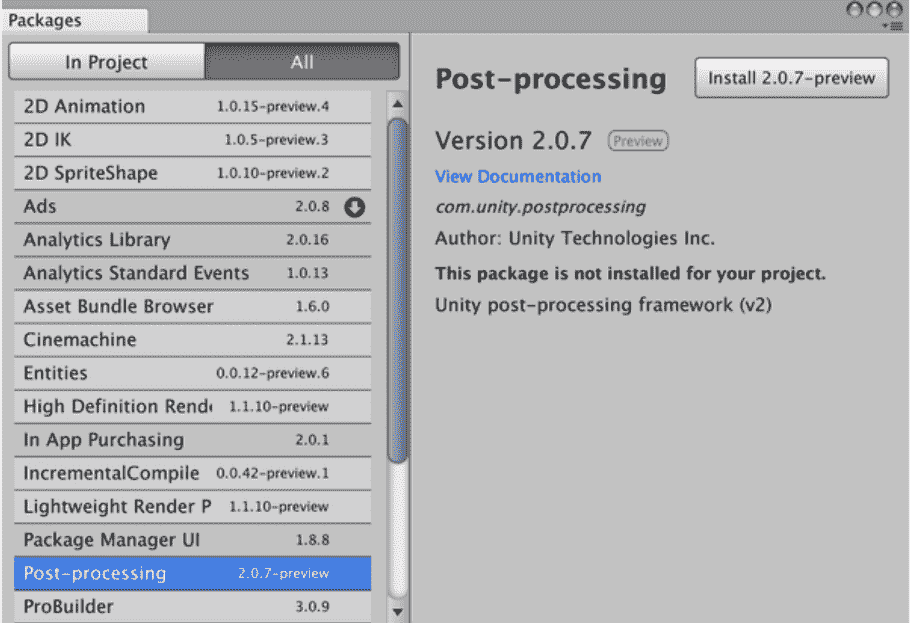 Packages
In Project
All
2D Animation 1.0.15-preview.4
2D IK 1.0.5-preview.3
2D SpriteShape 1.0.10-preview.2
Ads 2.0.8
Analytics Library 2.0.16
Analytics Standard Events 1.0.13
Asset Bundle Browser 1.6.0
Cinemachine 2.1.13
Entities 0.0.12-preview.6
High Definition Rend 1.1.10-preview
In App Purchasing 2.0.1
IncrementalCompile 0.0.42-preview.1
Lightweight Render P 1.1.10-preview
Package Manager UI 1.8.8
Post-processing 2.0.7-preview
ProBuilder 3.0.9
Post-processing
Install 2.0.7-preview
Version 2.0.7 Preview
View Documentation
com.unity.postprocessing
Author: Unity Technologies Inc.
This package is not installed for your project.
Unity post-processing framework (v2)